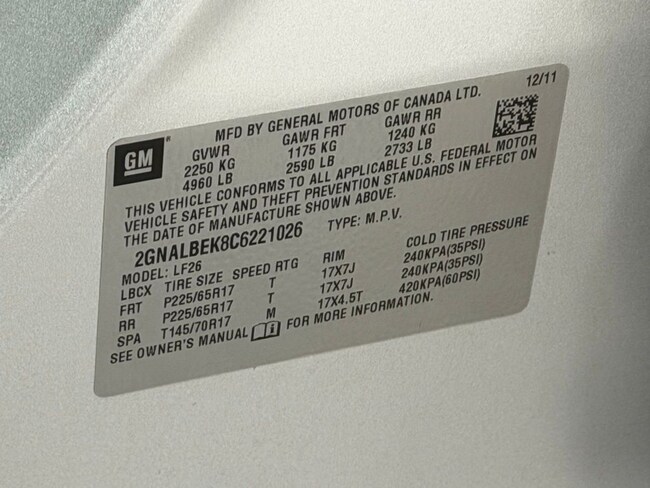 12/11
GM
MFD BY GENERAL MOTORS OF CANADA LTD.
GVWR GAWR FRT GAWR RR
2250 KG 1175 KG 1240 KG
4960 LB 2590 LB 2733 LB
THIS VEHICLE CONFORMS TO ALL APPLICABLE U.S. FEDERAL MOTOR
VEHICLE SAFETY AND THEFT PREVENTION STANDARDS IN EFFECT ON
THE DATE OF MANUFACTURE SHOWN ABOVE.
2GNALBEK8C6221026 TYPE: M.P.V.
MODEL: LF26
LBCX TIRE SIZE SPEED RTG RIM COLD TIRE PRESSURE
FRT P225/65R17 T 17X7J 240KPA(35PSI)
RR P225/65R17 T 17X7J 240KPA(35PSI)
SPA T145/70R17 M 17X4.5T 420KPA(60PSI)
SEE OWNER'S MANUAL FOR MORE INFORMATION.